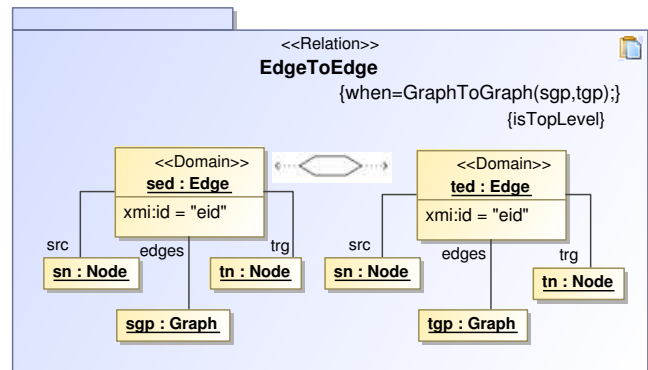 <<Relation>>
EdgeToEdge
{when=GraphToGraph(sgp,tgp);}
{isTopLevel}
<<Domain>>
sed : Edge
xmi:id = "eid"
src
edges
trg
sn : Node
tn : Node
sgp : Graph
<<Domain>>
ted : Edge
xmi:id = "eid"
src
edges
trg
sn : Node
tn : Node
tgp : Graph